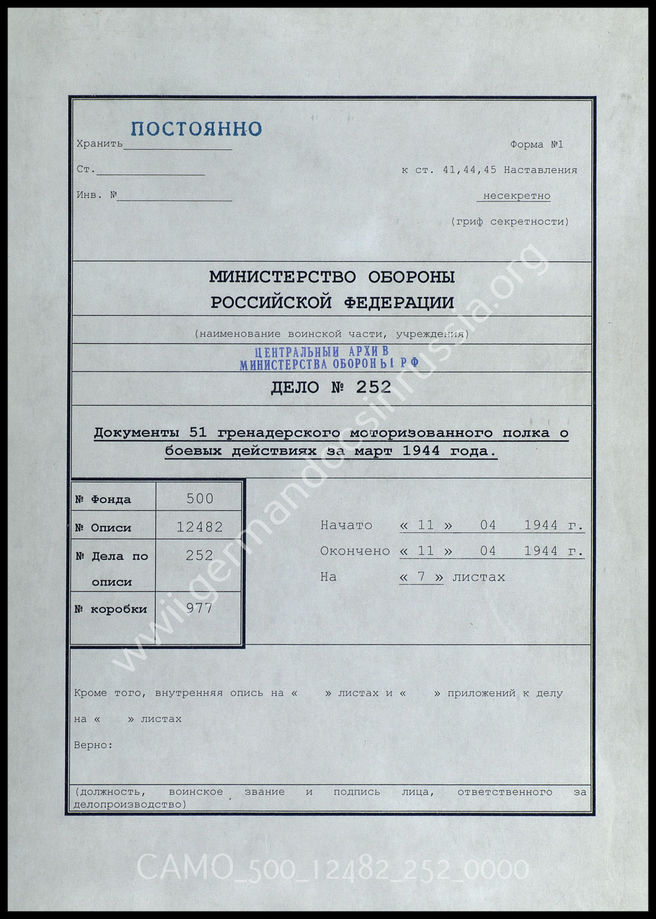 ПОСТОЯННО
Хранить
Форма №1
Ст.
к ст. 41,44,45 Наставления
Инв. №
несекретно
(гриф секретности)
МИНИСТЕРСТВО ОБОРОНЫ
РОССИЙСКОЙ ФЕДЕРАЦИИ
(наименование воинской части, учреждения)
ЦЕНТРАЛЬНЫЙ АРХИВ
МИНИСТЕРСТВА ОБОРОНЫ РФ
ДЕЛО № 252
Документы 51 гренадерского моторизованного полка о
боевых действиях за март 1944 года.
№ Фонда 500
№ Описи 12482
№ Дела по 252
описи
№ коробки 977
Начато « 11 » 04 1944 г.
Окончено « 11 » 04 1944 г.
На « 7 » листах
Кроме того, внутренняя опись на « » листах и « » приложений к делу
на « » листах
Верно:
(должность, воинское звание и подпись лица, ответственного за
делопроизводство)
wwii.germandocsinrussia.org
CAMO_500_12482_252_0000